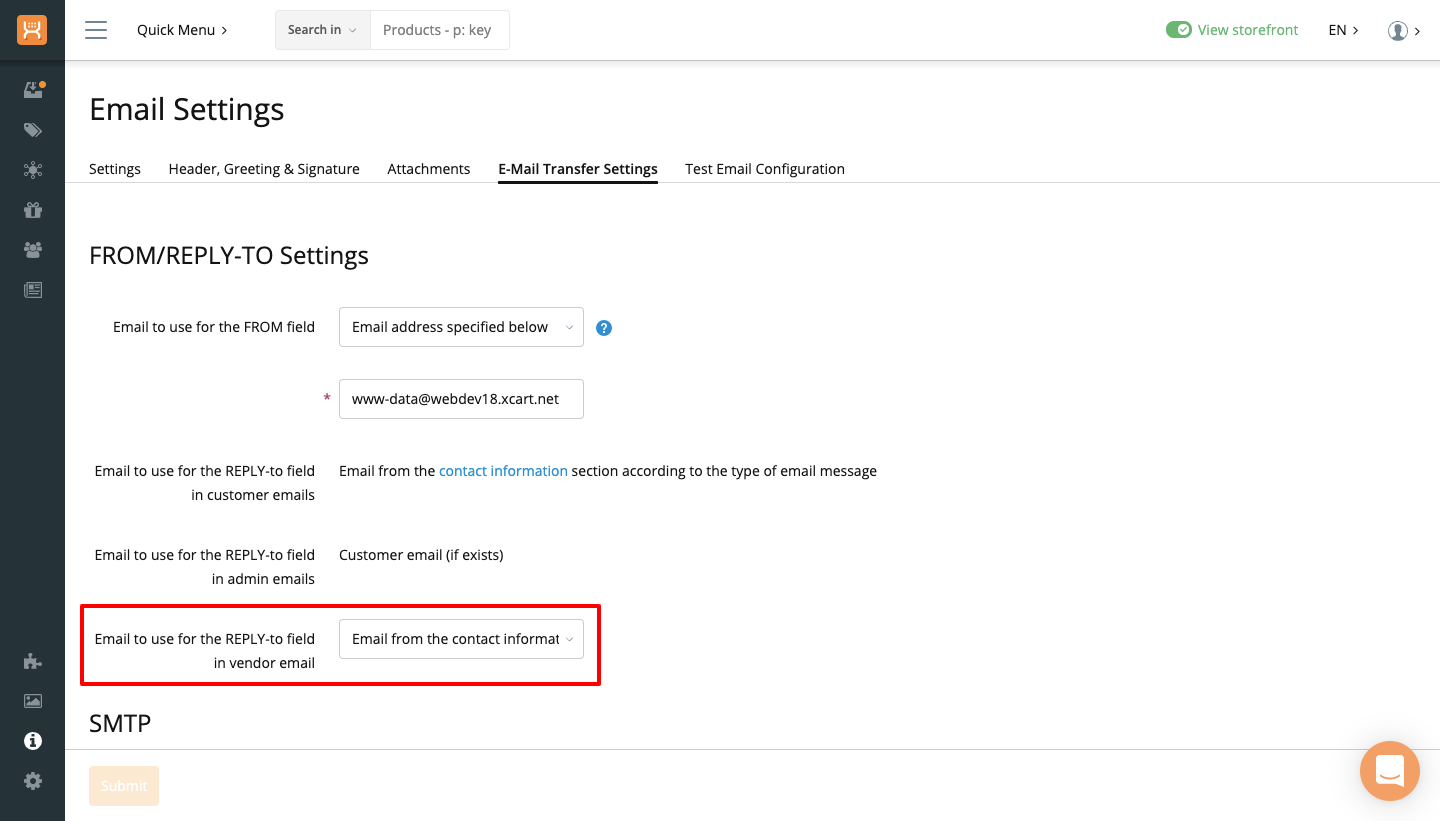 Quick Menu
Search in
Products - p: key
View storefront
EN
Email Settings
Settings
Header, Greeting & Signature
Attachments
E-Mail Transfer Settings
Test Email Configuration
FROM/REPLY-TO Settings
Email to use for the FROM field
Email address specified below
?
*
www-data@webdev18.xcart.net
Email to use for the REPLY-to field
in customer emails
Email from the contact information section according to the type of email message
Email to use for the REPLY-to field
in admin emails
Customer email (if exists)
Email to use for the REPLY-to field
in vendor email
Email from the contact informat
SMTP
Submit